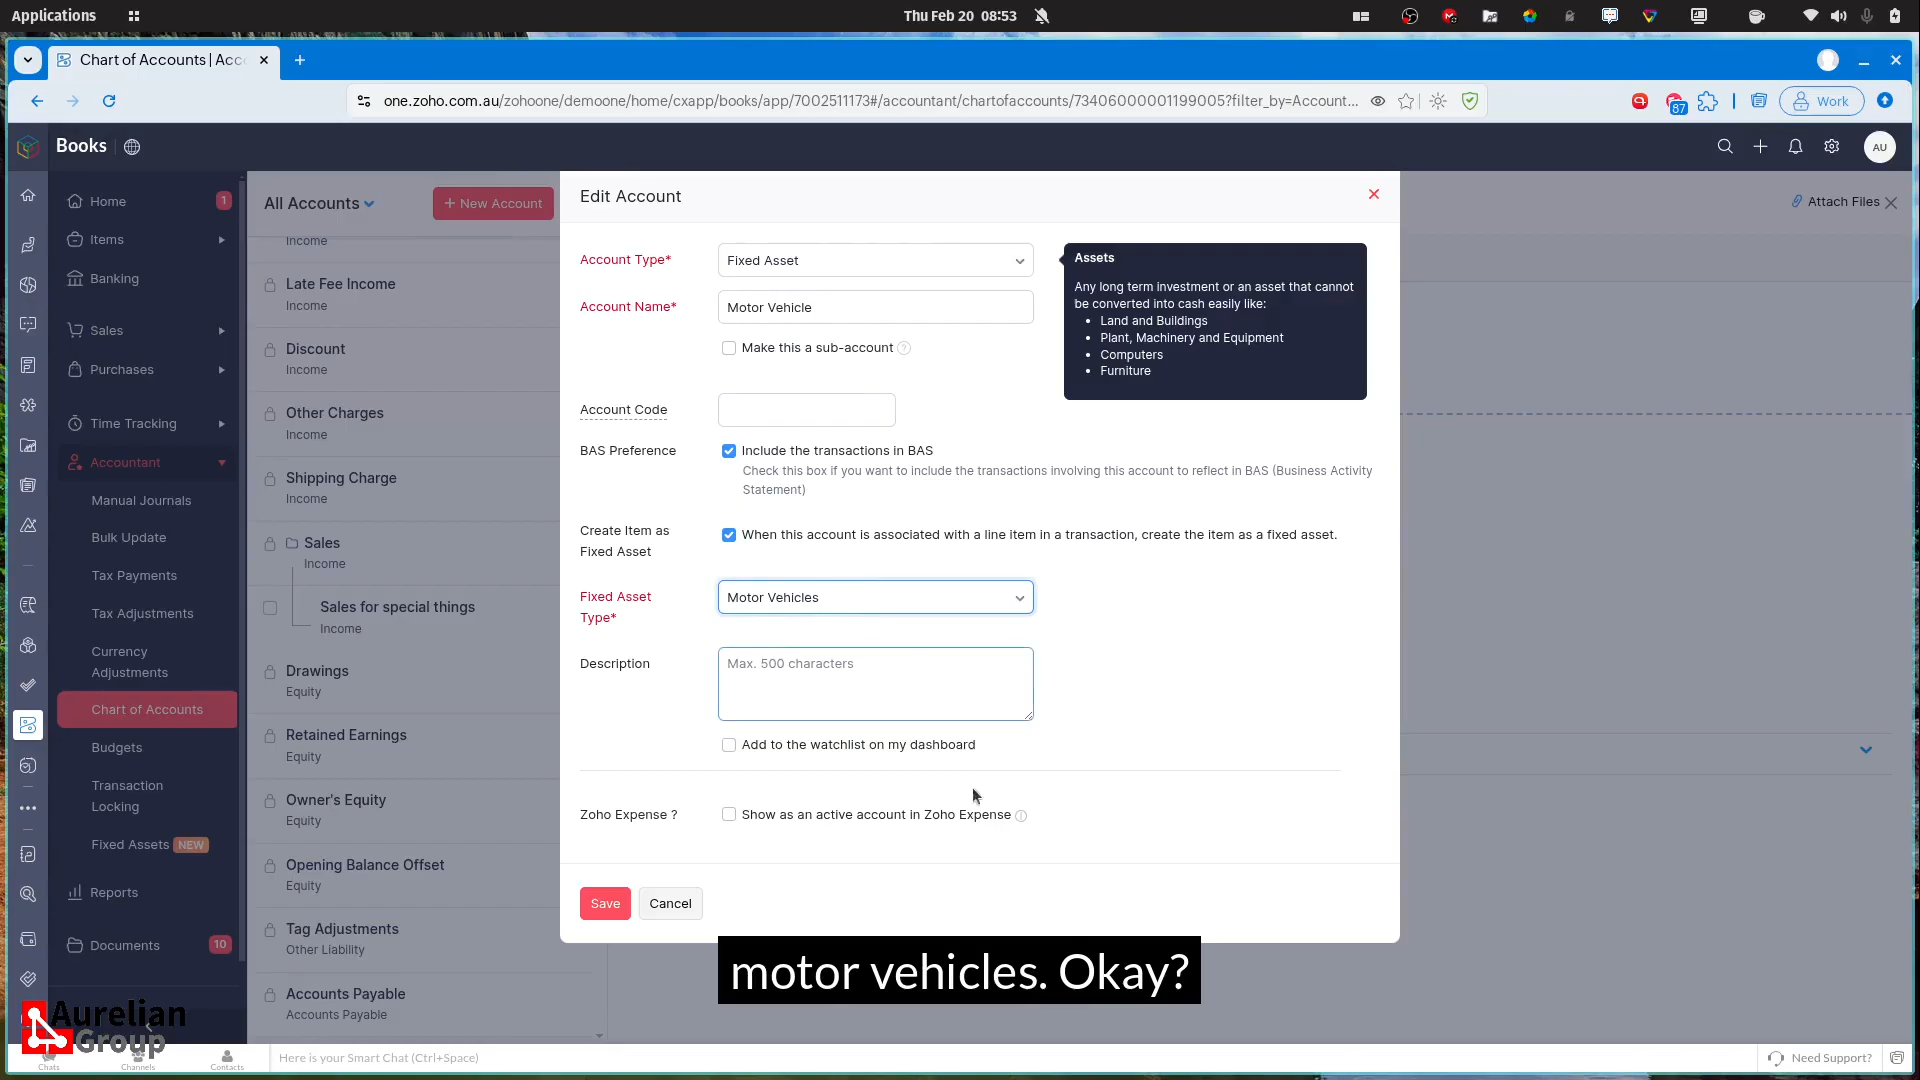 Applications
Thu Feb 20 08:53
Chart of Accounts | Acc
one.zoho.com.au/zohoone/demoone/home/cxapp/books/app/7002511173#/accountant/chartofaccounts/73406000001199005?filter_by=Account...
87
Work
Books
AU
Home
1
Items
Banking
Sales
Purchases
Time Tracking
Accountant
Manual Journals
Bulk Update
Tax Payments
Tax Adjustments
Currency
Adjustments
Chart of Accounts
Budgets
Transaction
Locking
Fixed Assets NEW
Reports
Documents
10
All Accounts
+ New Account
Income
Late Fee Income
Income
Discount
Income
Other Charges
Income
Shipping Charge
Income
Sales
Income
Sales for special things
Income
Drawings
Equity
Retained Earnings
Equity
Owner's Equity
Equity
Opening Balance Offset
Equity
Tag Adjustments
Other Liability
Accounts Payable
Accounts Payable
Attach Files
Edit Account
Account Type*
Fixed Asset
Assets
Any long term investment or an asset that cannot
be converted into cash easily like:
• Land and Buildings
• Plant, Machinery and Equipment
• Computers
• Furniture
Account Name*
Motor Vehicle
Make this a sub-account
Account Code
BAS Preference
Include the transactions in BAS
Check this box if you want to include the transactions involving this account to reflect in BAS (Business Activity
Statement)
Create Item as
Fixed Asset
When this account is associated with a line item in a transaction, create the item as a fixed asset.
Fixed Asset
Type*
Motor Vehicles
Description
Max. 500 characters
Add to the watchlist on my dashboard
Zoho Expense ?
Show as an active account in Zoho Expense
Save
Cancel
motor vehicles. Okay?
Aurelian
Group
Chats
Channels
Contacts
Here is your Smart Chat (Ctrl+Space)
Need Support?